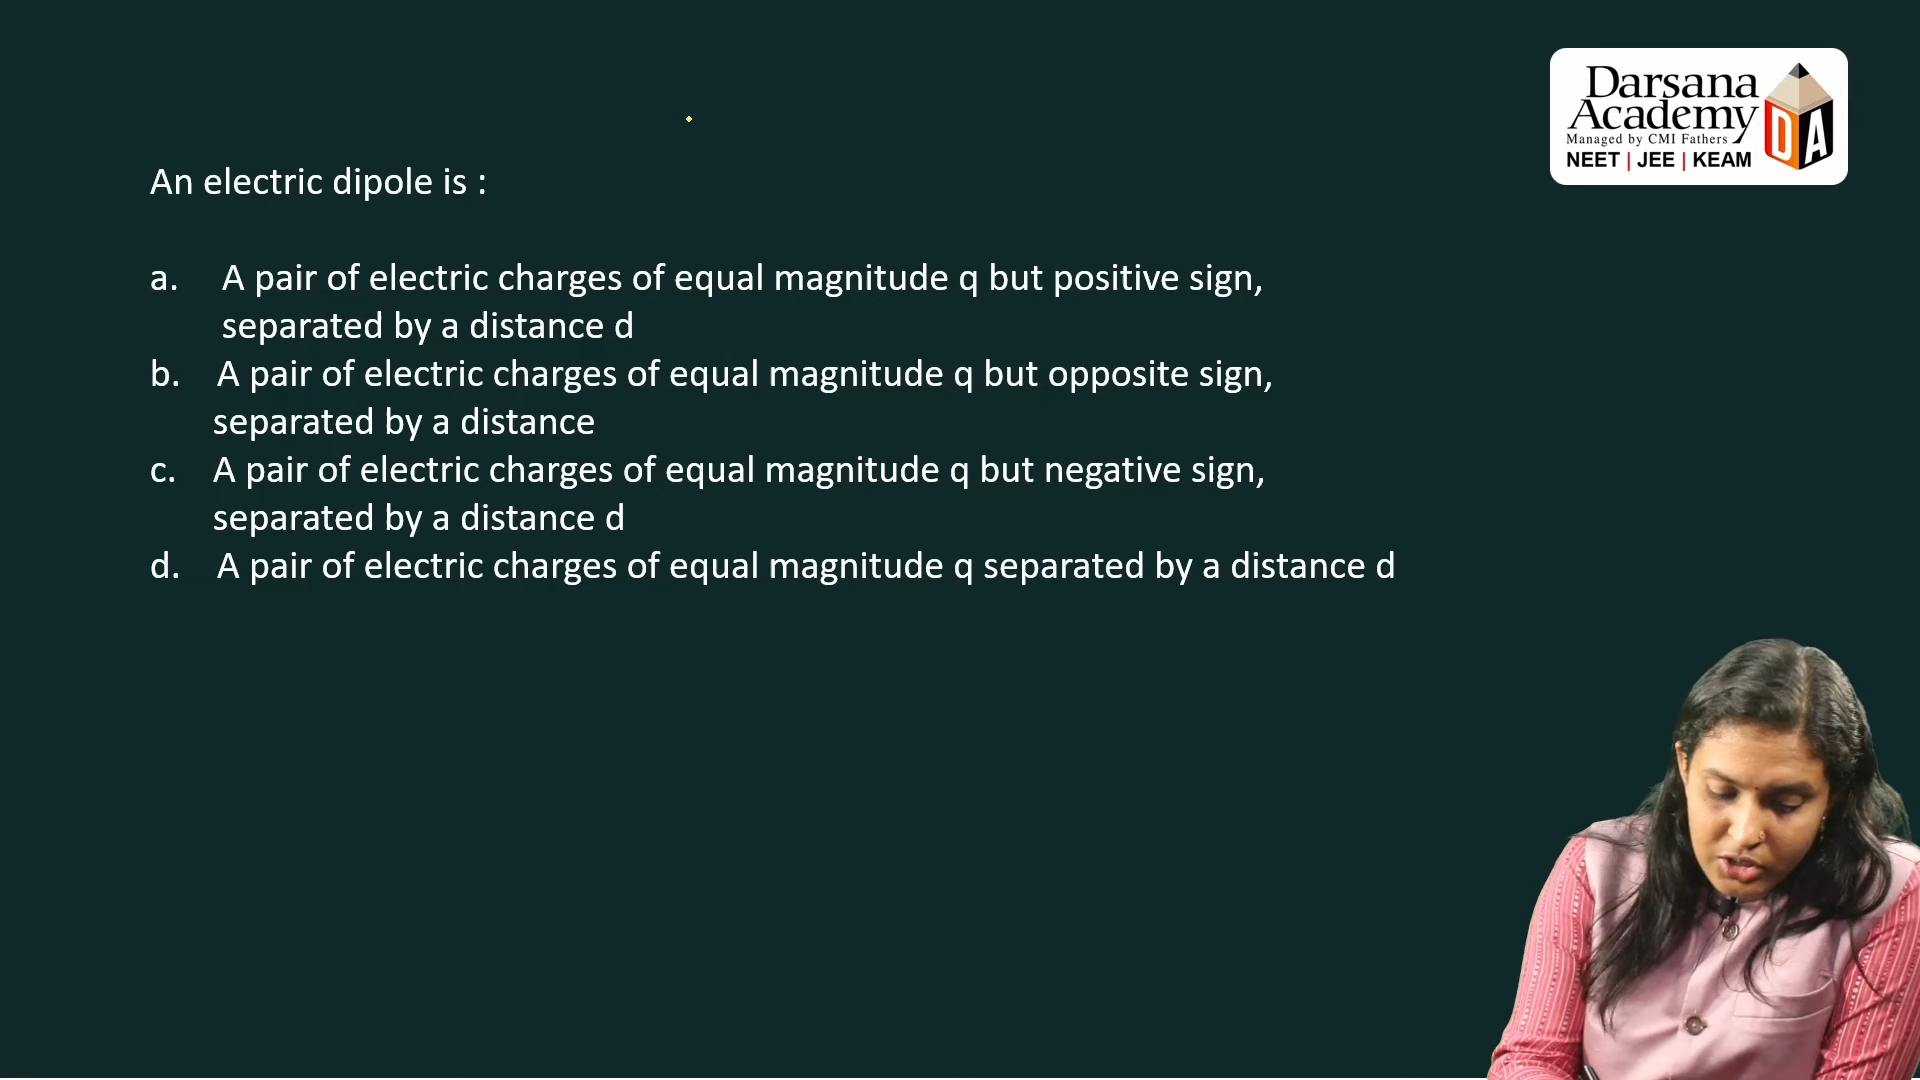 Darsana
Academy
Managed by CMI Fathers
NEET | JEE | KEAM
DA
An electric dipole is :
a. A pair of electric charges of equal magnitude q but positive sign,
separated by a distance d
b. A pair of electric charges of equal magnitude q but opposite sign,
separated by a distance
c. A pair of electric charges of equal magnitude q but negative sign,
separated by a distance d
d. A pair of electric charges of equal magnitude q separated by a distance d